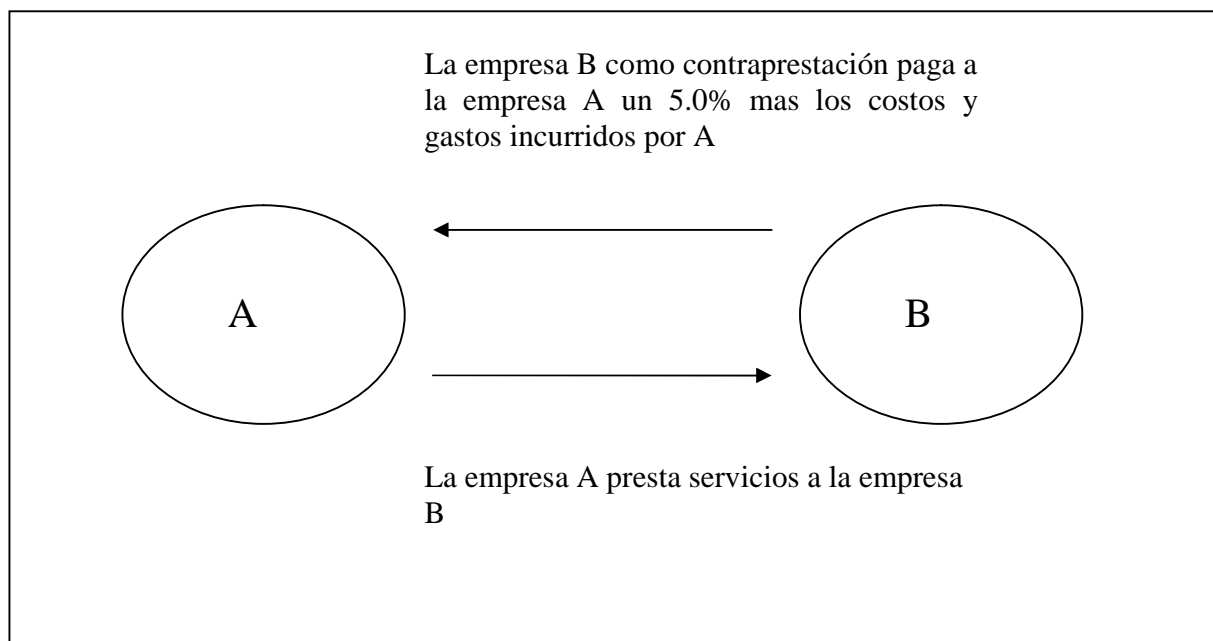 La empresa B como contraprestación paga a
la empresa A un 5.0% mas los costos y
gastos incurridos por A
A
B
La empresa A presta servicios a la empresa
B